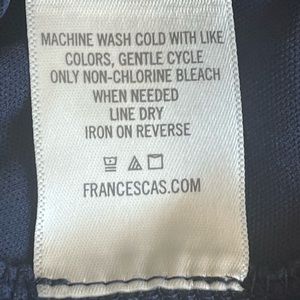 MACHINE WASH COLD WITH LIKE
COLORS, GENTLE CYCLE
ONLY NON-CHLORINE BLEACH
WHEN NEEDED
LINE DRY
IRON ON REVERSE
FRANCESCAS.COM